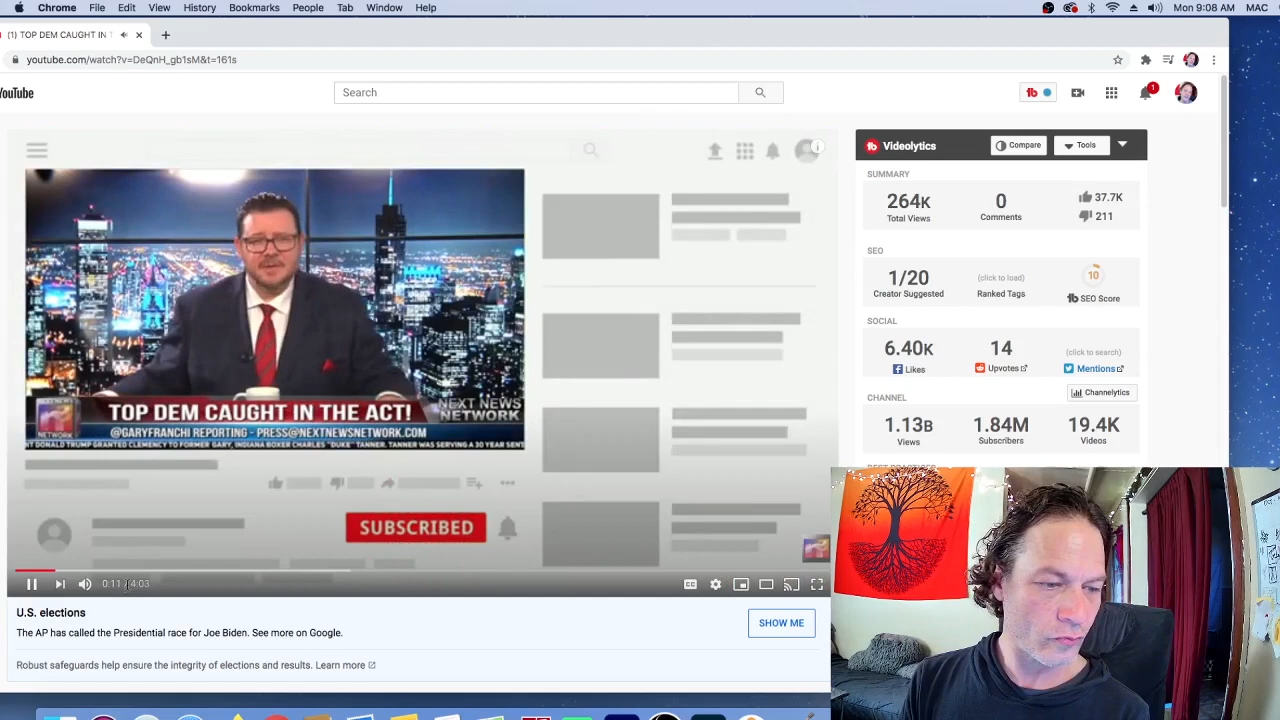 Chrome File Edit View History Bookmarks People Tab Window Help
Mon 9:08 AM MAC
(1) TOP DEM CAUGHT IN
youtube.com/watch?v=DeQnH_gb1sM&t=161s
YouTube
Search
tb
1
Videolytics
Compare
Tools
SUMMARY
264K
Total Views
0
Comments
37.7K
211
SEO
1/20
Creator Suggested
(click to load)
Ranked Tags
10
tb SEO Score
SOCIAL
6.40K
Likes
14
Upvotes
(click to search)
Mentions
Channelytics
CHANNEL
1.13B
Views
1.84M
Subscribers
19.4K
Videos
TOP DEM CAUGHT IN THE ACT!
NEXT NEWS
NETWORK
@GARYFRANCHI REPORTING - PRESS@NEXTNEWSNETWORK.COM
NT DONALD TRUMP GRANTED CLEMENCY TO FORMER GARY, INDIANA BOXER CHARLES "DUKE" TANNER. TANNER WAS SERVING A 30 YEAR SENT
SUBSCRIBED
0:11 / 4:03
CC
U.S. elections
The AP has called the Presidential race for Joe Biden. See more on Google.
SHOW ME
Robust safeguards help ensure the integrity of elections and results. Learn more